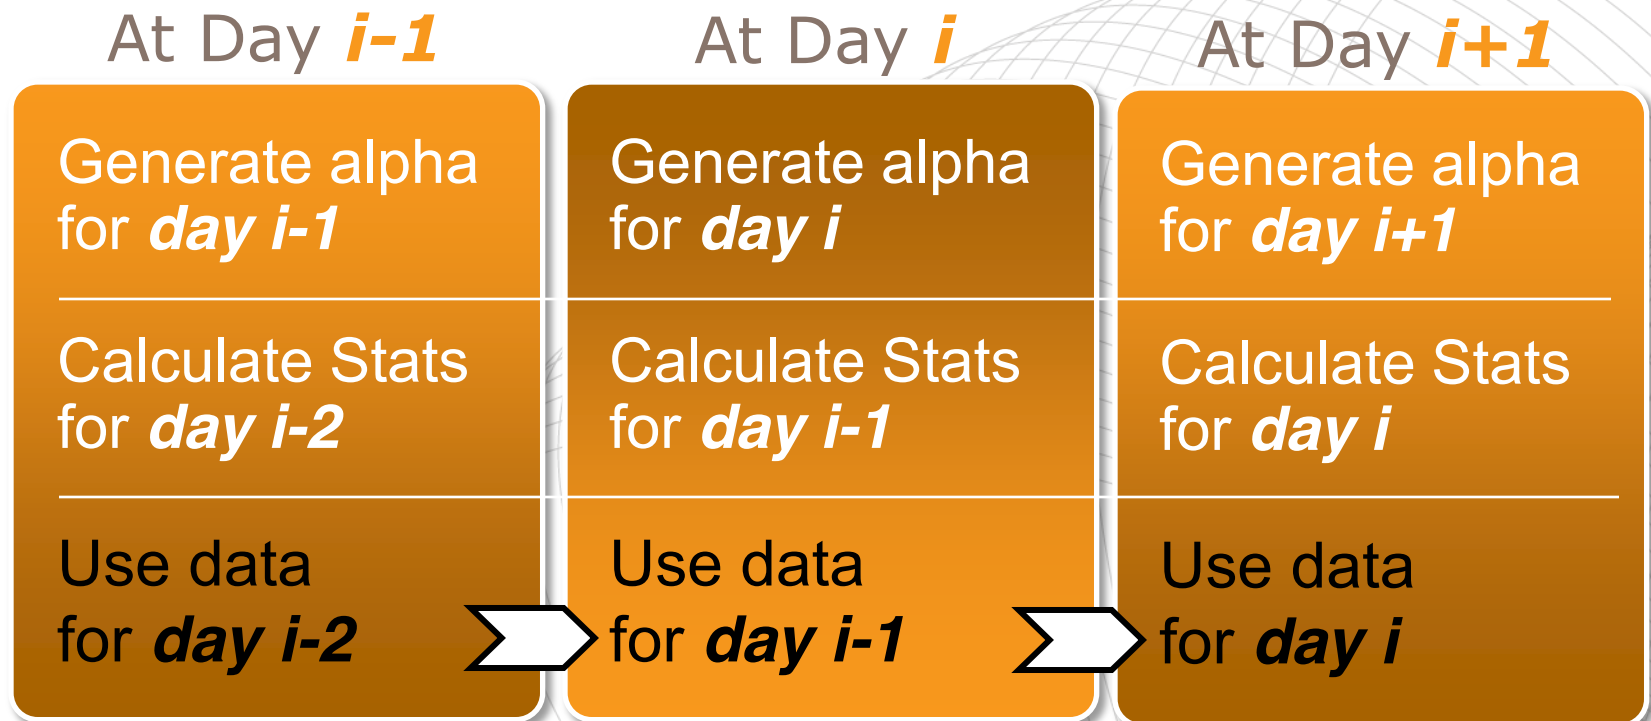 At Day i-1
Generate alpha
for day i-1
Calculate Stats
for day i-2
Use data
for day i-2
At Day i
Generate alpha
for day i
Calculate Stats
for day i-1
Use data
for day i-1
At Day i+1
Generate alpha
for day i+1
Calculate Stats
for day i
Use data
for day i